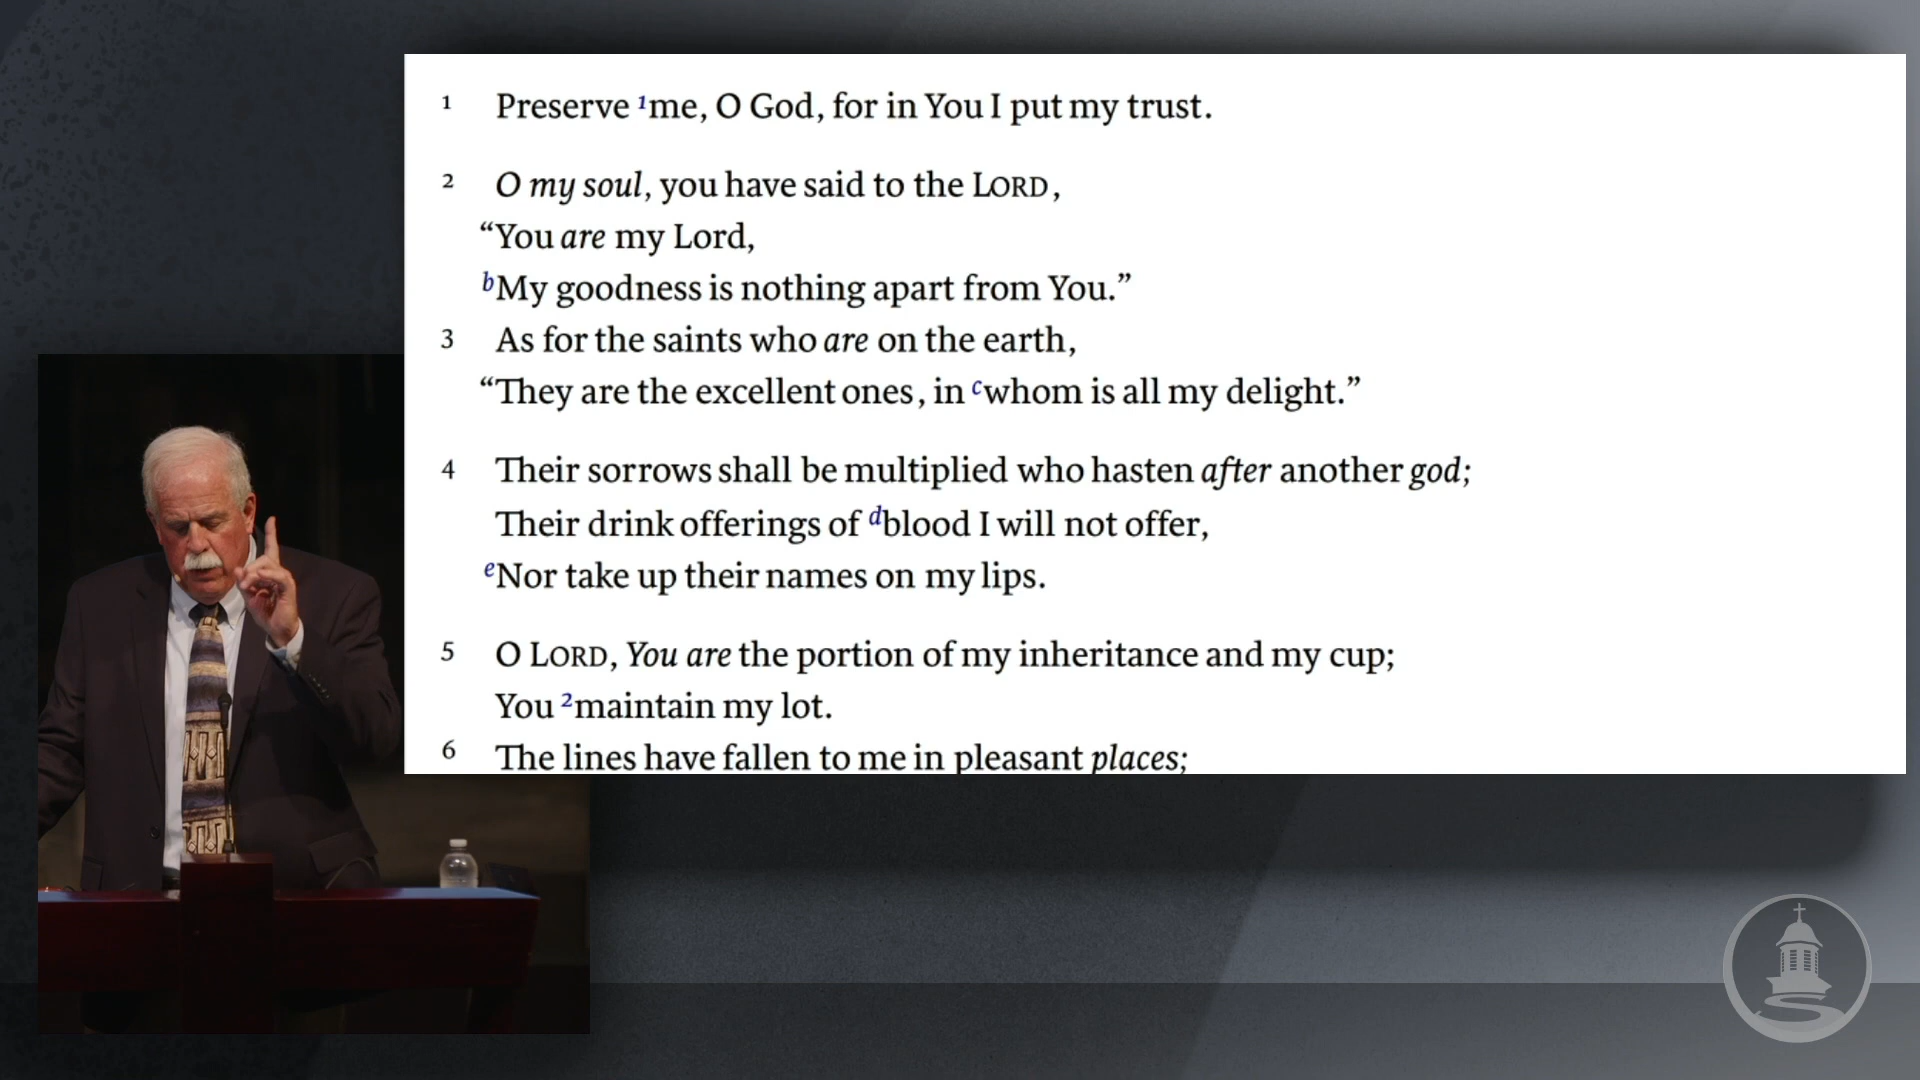 1 Preserve 1me, O God, for in You I put my trust.
2 O my soul, you have said to the LORD,
“You are my Lord,
bMy goodness is nothing apart from You.”
3 As for the saints who are on the earth,
“They are the excellent ones, in cwhom is all my delight.”
4 Their sorrows shall be multiplied who hasten after another god;
Their drink offerings of dblood I will not offer,
eNor take up their names on my lips.
5 O LORD, You are the portion of my inheritance and my cup;
You 2maintain my lot.
6 The lines have fallen to me in pleasant places;